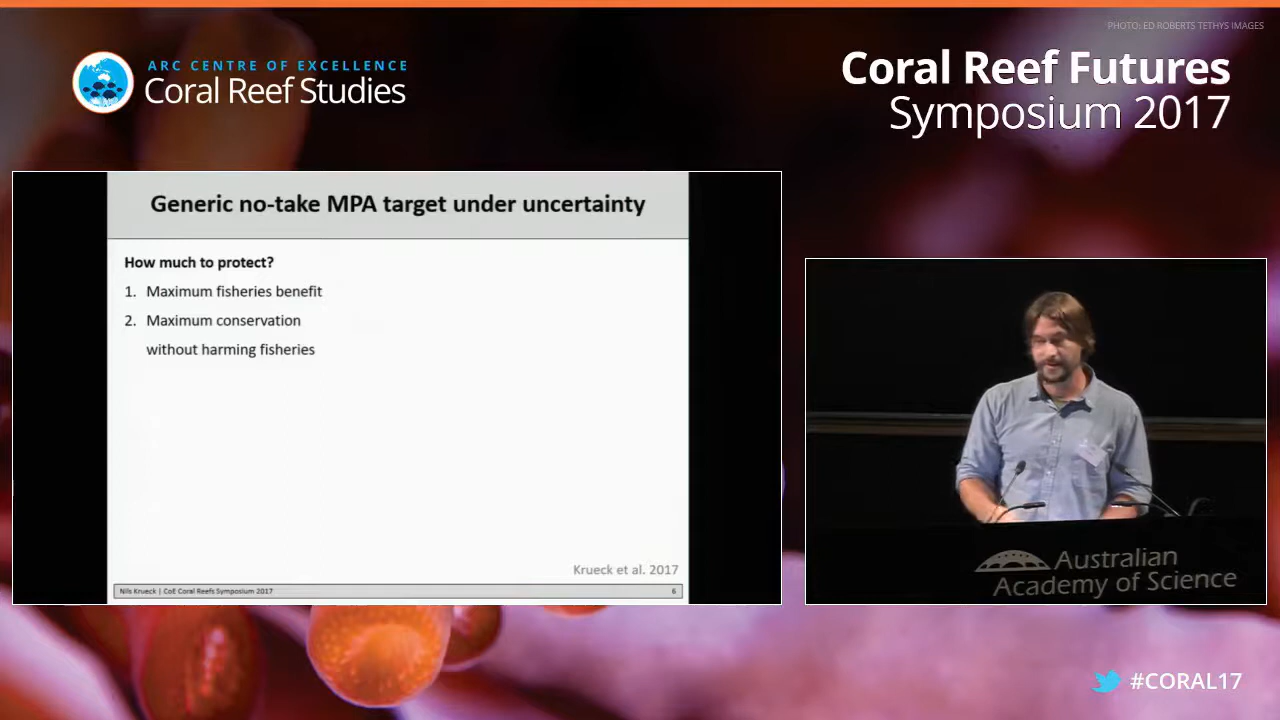 PHOTO: ED ROBERTS TETHYS IMAGES
ARC CENTRE OF EXCELLENCE
Coral Reef Studies
Coral Reef Futures
Symposium 2017
Generic no-take MPA target under uncertainty
How much to protect?
1. Maximum fisheries benefit
2. Maximum conservation
without harming fisheries
Krueck et al. 2017
Nils Krueck | CoE Coral Reefs Symposium 2017
6
Australian
Academy of Science
#CORAL17